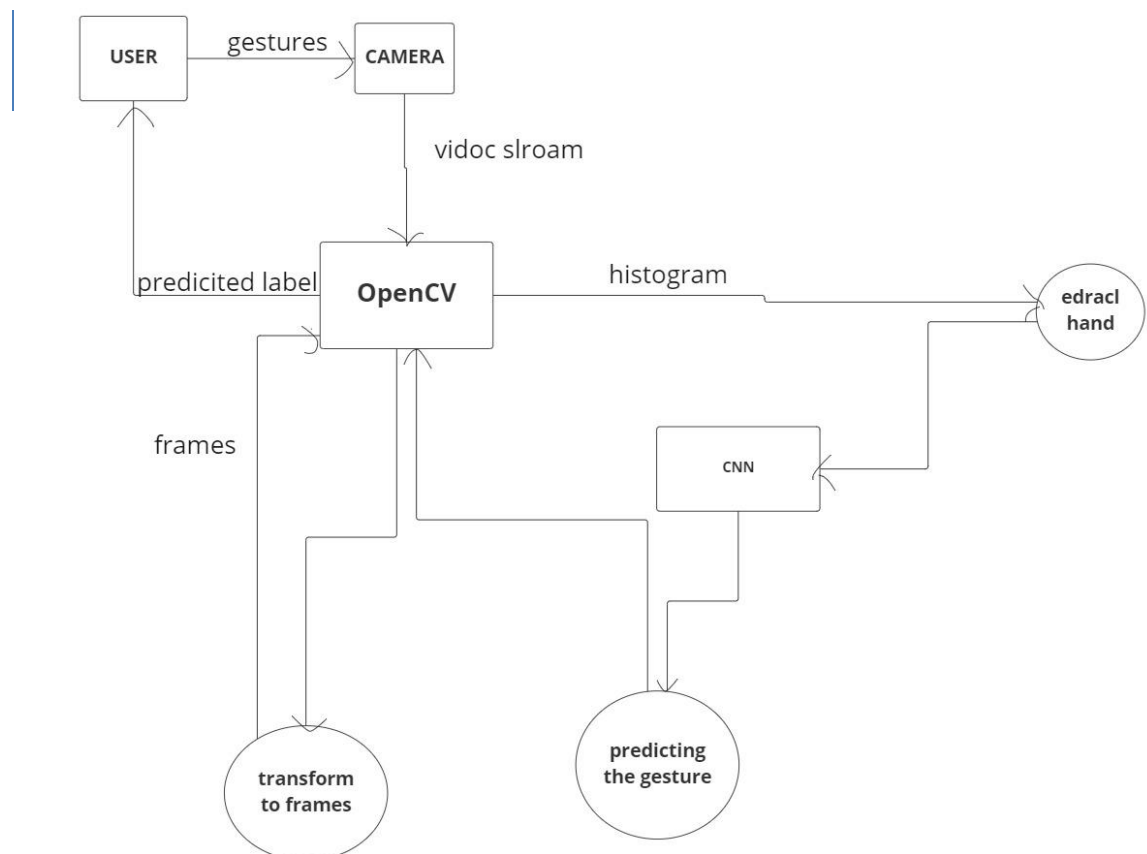 USER
gestures
CAMERA
vidoc slroam
predicited label
OpenCV
histogram
edracl
hand
frames
CNN
predicting
the gesture
transform
to frames